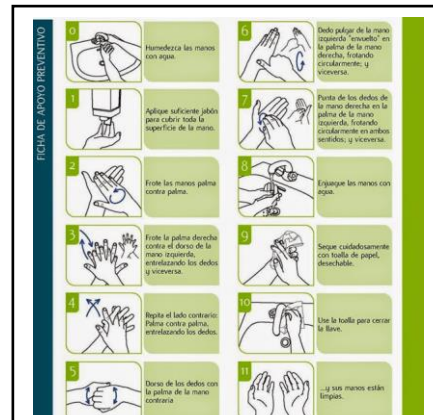 FICHA DE APOYO PREVENTIVO
0
Humedezca las manos
con agua.
1
Aplique suficiente jabón
para cubrir toda la
superficie de la mano.
2
Frote las manos palma
contra palma.
3
Frote la palma derecha
contra el dorso de la
mano izquierda,
entrelazando los dedos
y viceversa.
4
Repita el lado contrario:
Palma contra palma,
entrelazando los dedos.
5
Dorso de los dedos con
la palma de la mano
contraria
6
Dedo pulgar de la mano
izquierda "envuelto" en
la palma de la mano
derecha, frotando
circularmente; y
viceversa.
7
Punta de los dedos de
la mano derecha en la
palma de la mano
izquierda, frotando
circularmente en ambos
sentidos; y viceversa.
8
Enjuague las manos con
agua.
9
Seque cuidadosamente
con toalla de papel,
desechable.
10
Use la toalla para cerrar
la llave.
11
...y sus manos están
limpias.